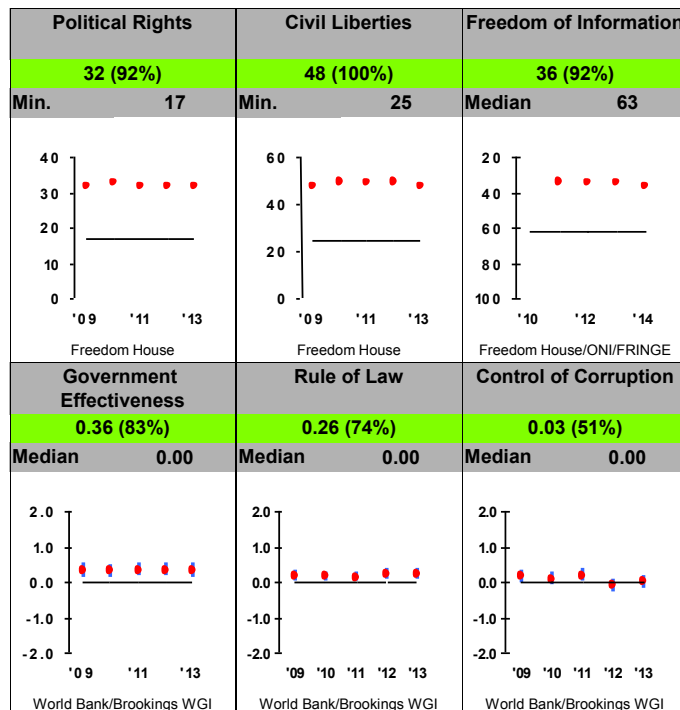 Political Rights
32 (92%)
Min. 17
40
30
20
10
0
'09 '11 '13
Freedom House
Civil Liberties
48 (100%)
Min. 25
60
40
20
0
'09 '11 '13
Freedom House
Freedom of Information
36 (92%)
Median 63
20
40
60
80
100
'10 '12 '14
Freedom House/ONI/FRINGE
Government
Effectiveness
0.36 (83%)
Median 0.00
2.0
1.0
0.0
-1.0
-2.0
'09 '11 '13
World Bank/Brookings WGI
Rule of Law
0.26 (74%)
Median 0.00
2.0
1.0
0.0
-1.0
-2.0
'09 '10 '11 '12 '13
World Bank/Brookings WGI
Control of Corruption
0.03 (51%)
Median 0.00
2.0
1.0
0.0
-1.0
-2.0
'09 '10 '11 '12 '13
World Bank/Brookings WGI